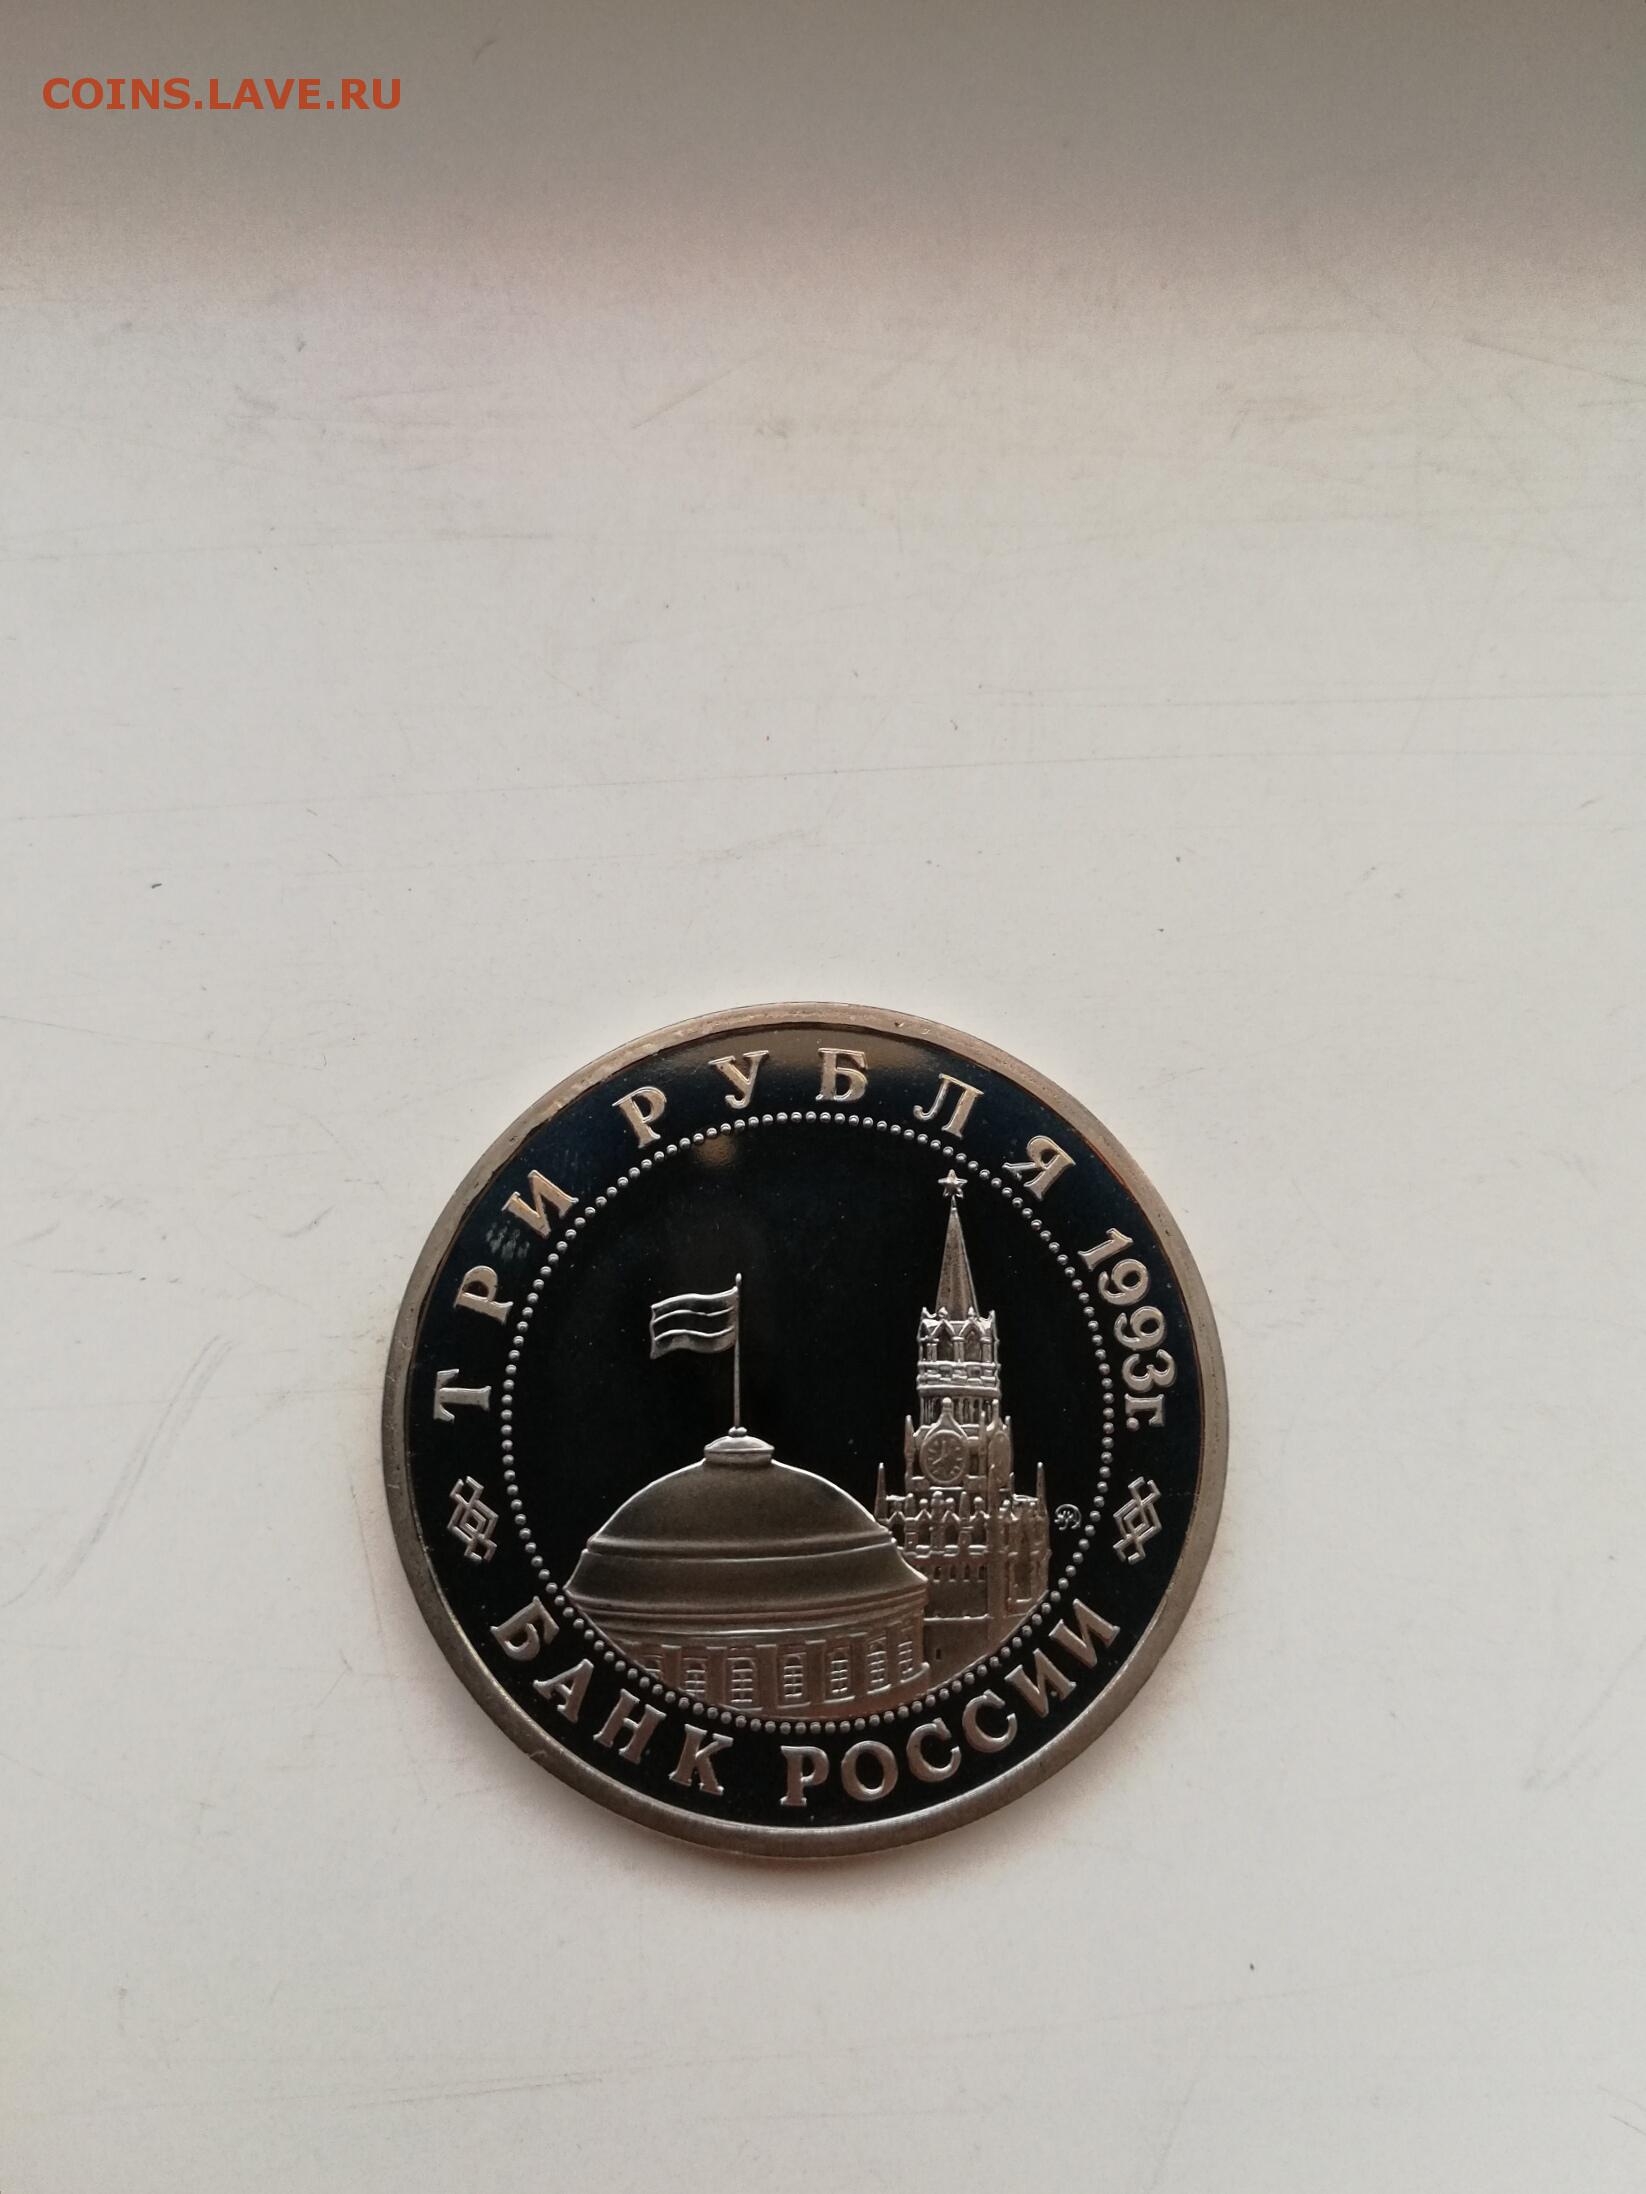 COINS.LAVE.RU
ТРИ РУБЛЯ 1993г.
БАНК РОССИИ